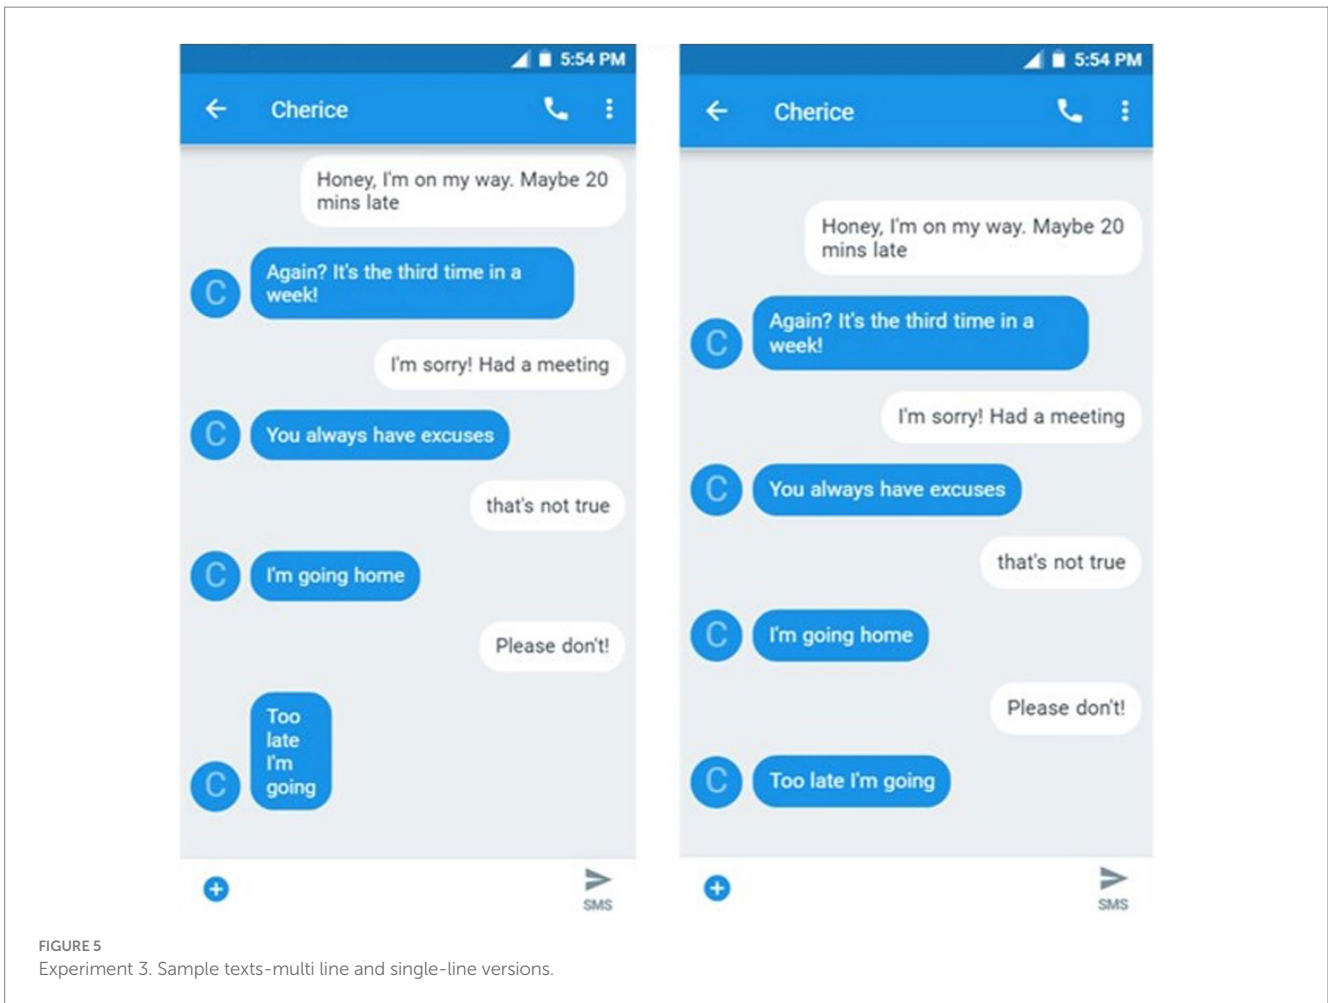 5:54 PM
Cherice
Honey, I'm on my way. Maybe 20
mins late
Again? It's the third time in a
week!
C
I'm sorry! Had a meeting
C
You always have excuses
that's not true
C
I'm going home
Please don't!
Too
late
I'm
going
C
SMS
5:54 PM
Cherice
Honey, I'm on my way. Maybe 20
mins late
Again? It's the third time in a
week!
C
I'm sorry! Had a meeting
C
You always have excuses
that's not true
C
I'm going home
Please don't!
C
Too late I'm going
SMS
FIGURE 5
Experiment 3. Sample texts-multi line and single-line versions.